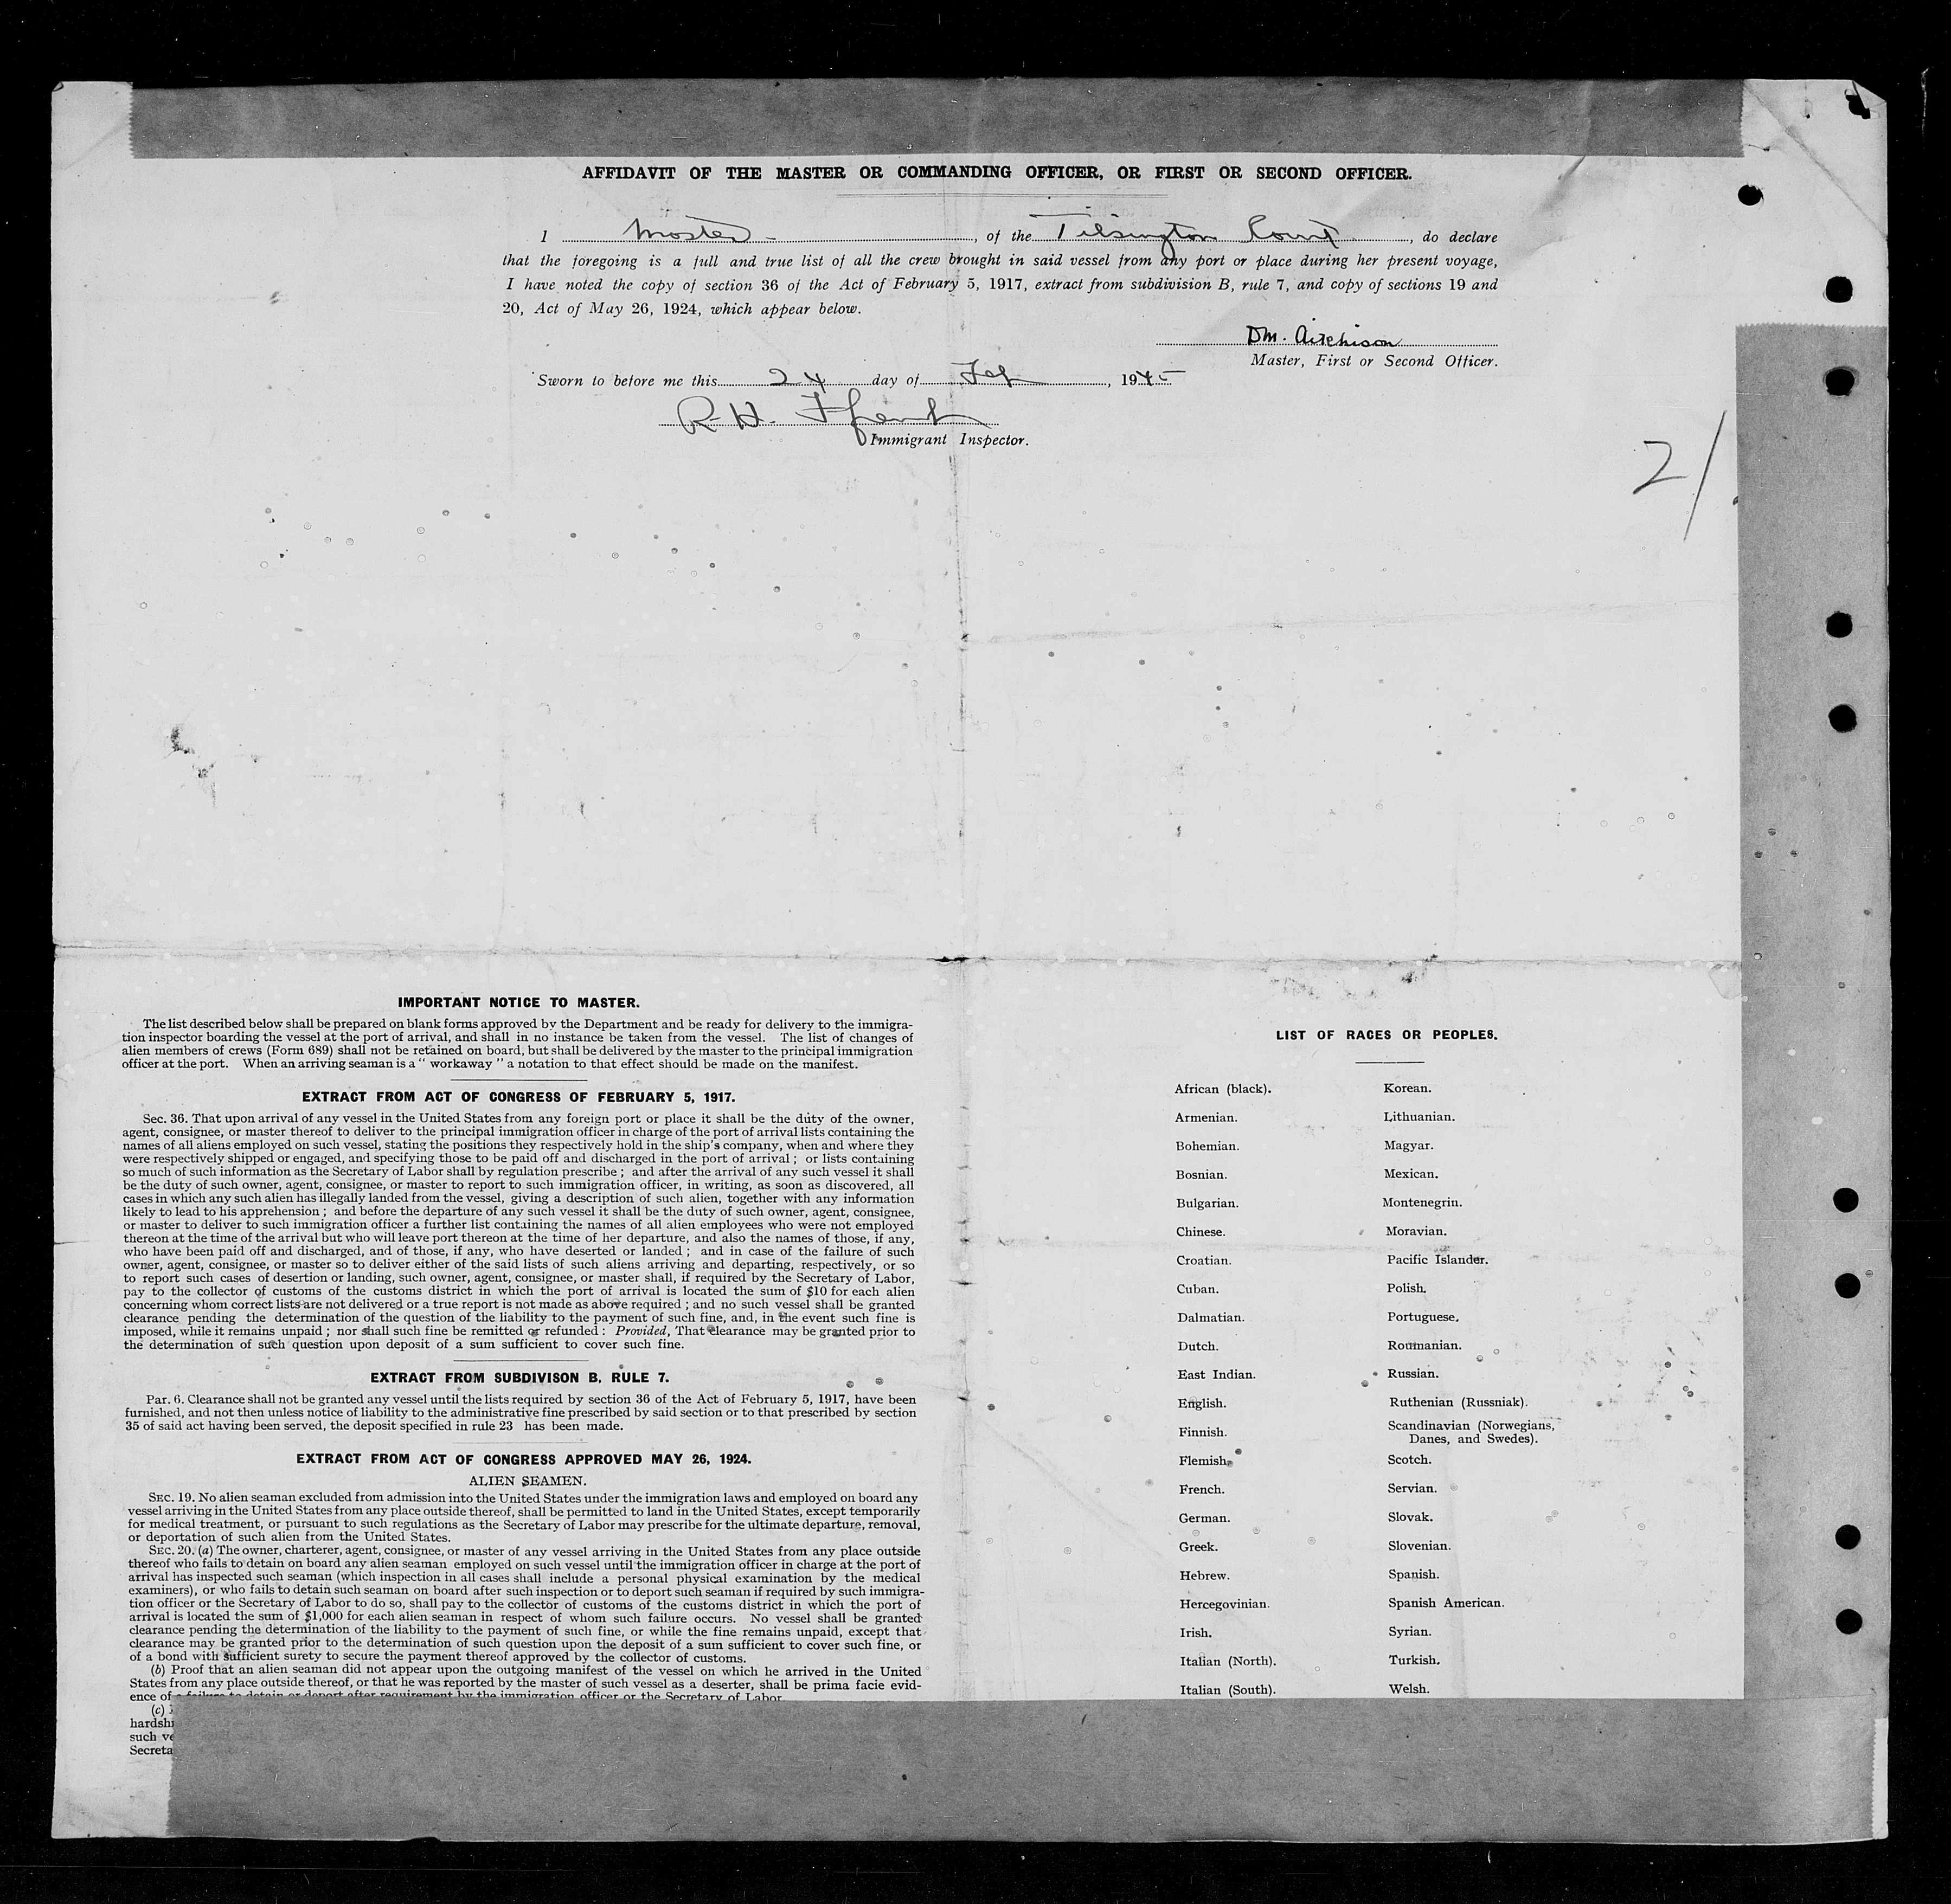 AFFIDAVIT OF THE MASTER OR COMMANDING OFFICER, OR FIRST OR SECOND OFFICER.
I Master - , of the Tilsington Court , do declare
that the foregoing is a full and true list of all the crew brought in said vessel from any port or place during her present voyage,
I have noted the copy of section 36 of the Act of February 5, 1917, extract from subdivision B, rule 7, and copy of sections 19 and
20, Act of May 26, 1924, which appear below.
DM. Aitchison
Master, First or Second Officer.
Sworn to before me this 24 day of Feb , 1945
R. H.
Immigrant Inspector.
21
IMPORTANT NOTICE TO MASTER.
The list described below shall be prepared on blank forms approved by the Department and be ready for delivery to the immigra-
tion inspector boarding the vessel at the port of arrival, and shall in no instance be taken from the vessel. The list of changes of
alien members of crews (Form 689) shall not be retained on board, but shall be delivered by the master to the principal immigration
officer at the port. When an arriving seaman is a " workaway " a notation to that effect should be made on the manifest.
EXTRACT FROM ACT OF CONGRESS OF FEBRUARY 5, 1917.
Sec. 36. That upon arrival of any vessel in the United States from any foreign port or place it shall be the duty of the owner,
agent, consignee, or master thereof to deliver to the principal immigration officer in charge of the port of arrival lists containing the
names of all aliens employed on such vessel, stating the positions they respectively hold in the ship's company, when and where they
were respectively shipped or engaged, and specifying those to be paid off and discharged in the port of arrival ; or lists containing
so much of such information as the Secretary of Labor shall by regulation prescribe ; and after the arrival of any such vessel it shall
be the duty of such owner, agent, consignee, or master to report to such immigration officer, in writing, as soon as discovered, all
cases in which any such alien has illegally landed from the vessel, giving a description of such alien, together with any information
likely to lead to his apprehension ; and before the departure of any such vessel it shall be the duty of such owner, agent, consignee,
or master to deliver to such immigration officer a further list containing the names of all alien employees who were not employed
thereon at the time of the arrival but who will leave port thereon at the time of her departure, and also the names of those, if any,
who have been paid off and discharged, and of those, if any, who have deserted or landed ; and in case of the failure of such
owner, agent, consignee, or master so to deliver either of the said lists of such aliens arriving and departing, respectively, or so
to report such cases of desertion or landing, such owner, agent, consignee, or master shall, if required by the Secretary of Labor,
pay to the collector of customs of the customs district in which the port of arrival is located the sum of $10 for each alien
concerning whom correct lists are not delivered or a true report is not made as above required ; and no such vessel shall be granted
clearance pending the determination of the question of the liability to the payment of such fine, and, in the event such fine is
imposed, while it remains unpaid ; nor shall such fine be remitted or refunded : Provided, That clearance may be granted prior to
the determination of such question upon deposit of a sum sufficient to cover such fine.
EXTRACT FROM SUBDIVISON B, RULE 7.
Par. 6. Clearance shall not be granted any vessel until the lists required by section 36 of the Act of February 5, 1917, have been
furnished, and not then unless notice of liability to the administrative fine prescribed by said section or to that prescribed by section
35 of said act having been served, the deposit specified in rule 23 has been made.
EXTRACT FROM ACT OF CONGRESS APPROVED MAY 26, 1924.
ALIEN SEAMEN.
SEC. 19. No alien seaman excluded from admission into the United States under the immigration laws and employed on board any
vessel arriving in the United States from any place outside thereof, shall be permitted to land in the United States, except temporarily
for medical treatment, or pursuant to such regulations as the Secretary of Labor may prescribe for the ultimate departure, removal,
or deportation of such alien from the United States.
SEC. 20. (a) The owner, charterer, agent, consignee, or master of any vessel arriving in the United States from any place outside
thereof who fails to detain on board any alien seaman employed on such vessel until the immigration officer in charge at the port of
arrival has inspected such seaman (which inspection in all cases shall include a personal physical examination by the medical
examiners), or who fails to detain such seaman on board after such inspection or to deport such seaman if required by such immigra-
tion officer or the Secretary of Labor to do so, shall pay to the collector of customs of the customs district in which the port of
arrival is located the sum of $1,000 for each alien seaman in respect of whom such failure occurs. No vessel shall be granted
clearance pending the determination of the liability to the payment of such fine, or while the fine remains unpaid, except that
clearance may be granted prior to the determination of such question upon the deposit of a sum sufficient to cover such fine, or
of a bond with sufficient surety to secure the payment thereof approved by the collector of customs.
(b) Proof that an alien seaman did not appear upon the outgoing manifest of the vessel on which he arrived in the United
States from any place outside thereof, or that he was reported by the master of such vessel as a deserter, shall be prima facie evid-
ence of a failure to detain or deport after requirement by the immigration officer or the Secretary of Labor.
(c)
hardshi
such ve
Secreta
LIST OF RACES OR PEOPLES.
African (black). Korean.
Armenian. Lithuanian.
Bohemian. Magyar.
Bosnian. Mexican.
Bulgarian. Montenegrin.
Chinese. Moravian.
Croatian. Pacific Islander.
Cuban. Polish.
Dalmatian. Portuguese.
Dutch. Roumanian.
East Indian. Russian.
English. Ruthenian (Russniak).
Finnish. Scandinavian (Norwegians,
Danes, and Swedes).
Flemish. Scotch.
French. Servian.
German. Slovak.
Greek. Slovenian.
Hebrew. Spanish.
Hercegovinian. Spanish American.
Irish. Syrian.
Italian (North). Turkish.
Italian (South). Welsh.